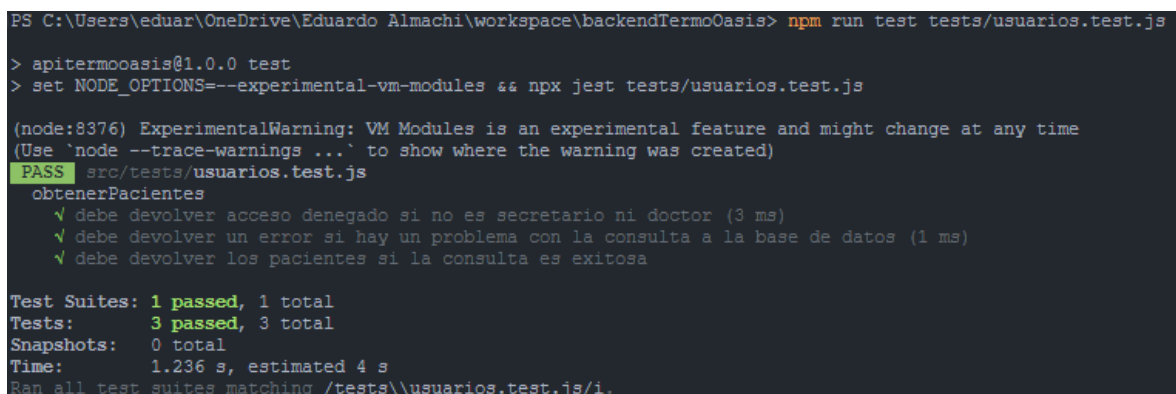 PS C:\Users\eduar\OneDrive\Eduardo Almachi\workspace\backendTermoOasis> npm run test tests/usuarios.test.js
> apitermooasis@1.0.0 test
> set NODE_OPTIONS=--experimental-vm-modules && npx jest tests/usuarios.test.js
(node:8376) ExperimentalWarning: VM Modules is an experimental feature and might change at any time
(Use `node --trace-warnings ...` to show where the warning was created)
PASS src/tests/usuarios.test.js
obtenerPacientes
√ debe devolver acceso denegado si no es secretario ni doctor (3 ms)
√ debe devolver un error si hay un problema con la consulta a la base de datos (1 ms)
√ debe devolver los pacientes si la consulta es exitosa
Test Suites: 1 passed, 1 total
Tests: 3 passed, 3 total
Snapshots: 0 total
Time: 1.236 s, estimated 4 s
Ran all test suites matching /tests\\usuarios.test.js/i.